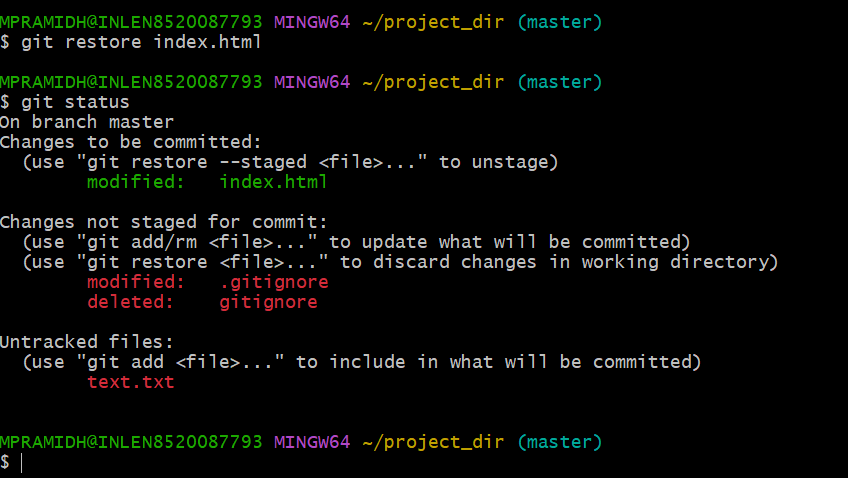 MPRAMIDH@INLEN8520087793 MINGW64 ~/project_dir (master)
$ git restore index.html
MPRAMIDH@INLEN8520087793 MINGW64 ~/project_dir (master)
$ git status
On branch master
Changes to be committed:
  (use "git restore --staged <file>..." to unstage)
        modified:   index.html
Changes not staged for commit:
  (use "git add/rm <file>..." to update what will be committed)
  (use "git restore <file>..." to discard changes in working directory)
        modified:   .gitignore
        deleted:    gitignore
Untracked files:
  (use "git add <file>..." to include in what will be committed)
        text.txt
MPRAMIDH@INLEN8520087793 MINGW64 ~/project_dir (master)
$